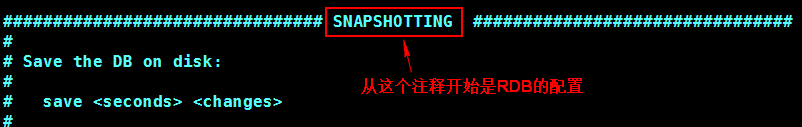 ################################ SNAPSHOTTING ################################
#
# Save the DB on disk:
#
#   save <seconds> <changes>
#
从这个注释开始是RDB的配置